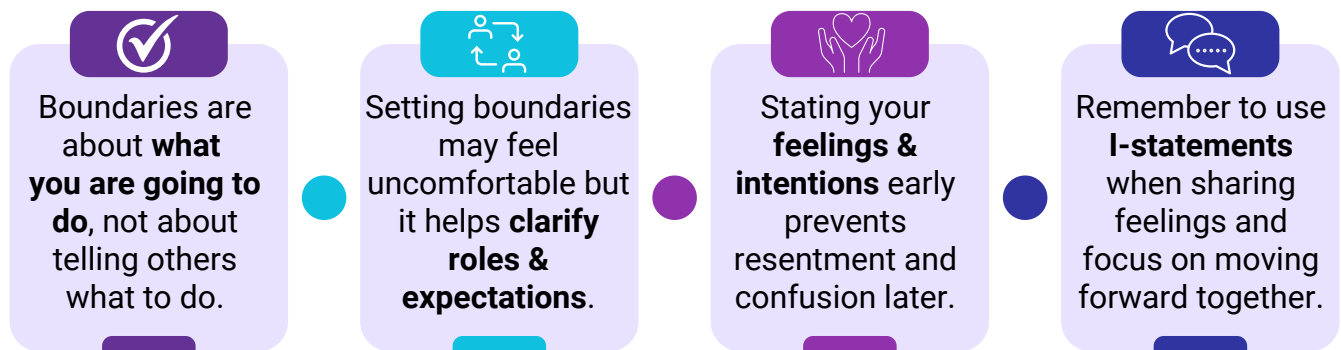 Boundaries are
about what
you are going to
do, not about
telling others
what to do.
Setting boundaries
may feel
uncomfortable but
it helps clarify
roles &
expectations.
Stating your
feelings &
intentions early
prevents
resentment and
confusion later.
Remember to use
I-statements
when sharing
feelings and
focus on moving
forward together.